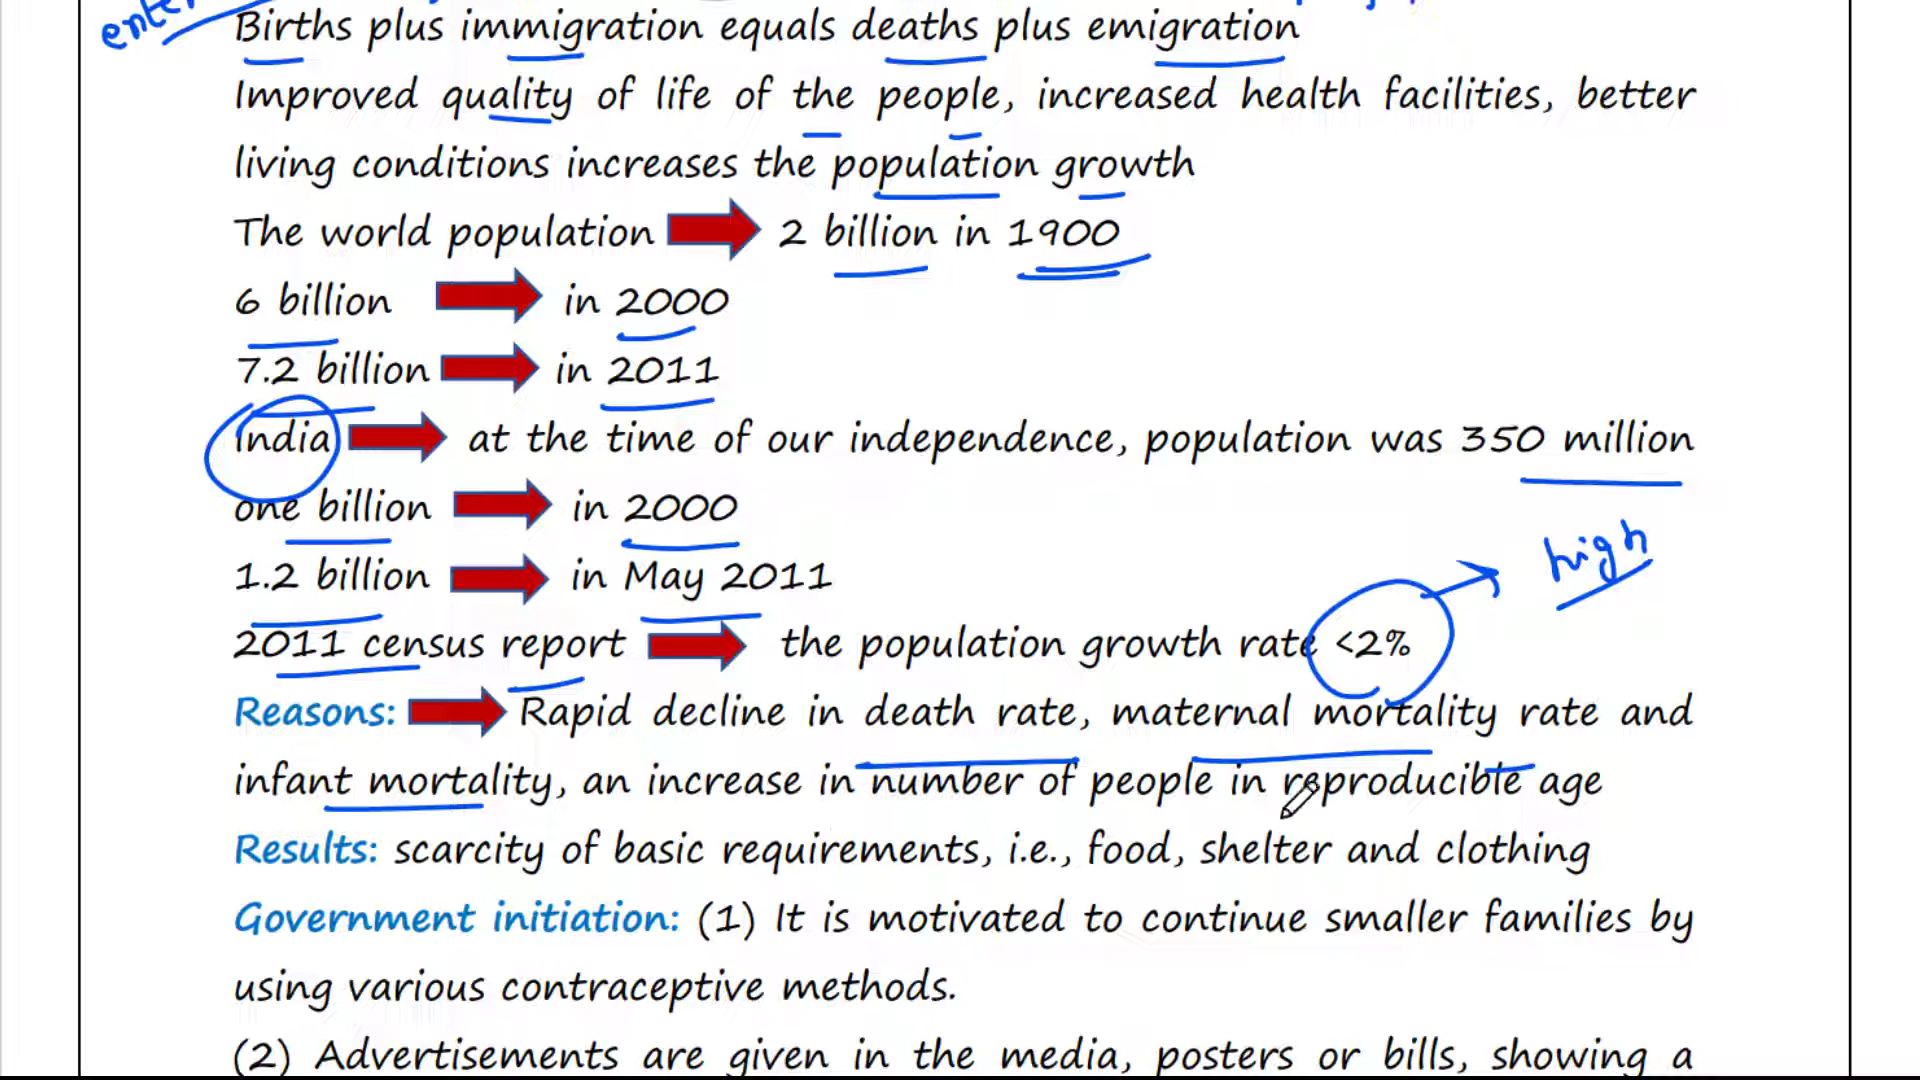 enter
Births plus immigration equals deaths plus emigration
Improved quality of life of the people, increased health facilities, better
living conditions increases the population growth
The world population 2 billion in 1900
6 billion in 2000
7.2 billion in 2011
India at the time of our independence, population was 350 million
one billion in 2000
high
1.2 billion in May 2011
2011 census report the population growth rate <2%
Reasons: Rapid decline in death rate, maternal mortality rate and
infant mortality, an increase in number of people in reproducible age
Results: scarcity of basic requirements, i.e., food, shelter and clothing
Government initiation: (1) It is motivated to continue smaller families by
using various contraceptive methods.
(2) Advertisements are given in the media, posters or bills, showing a